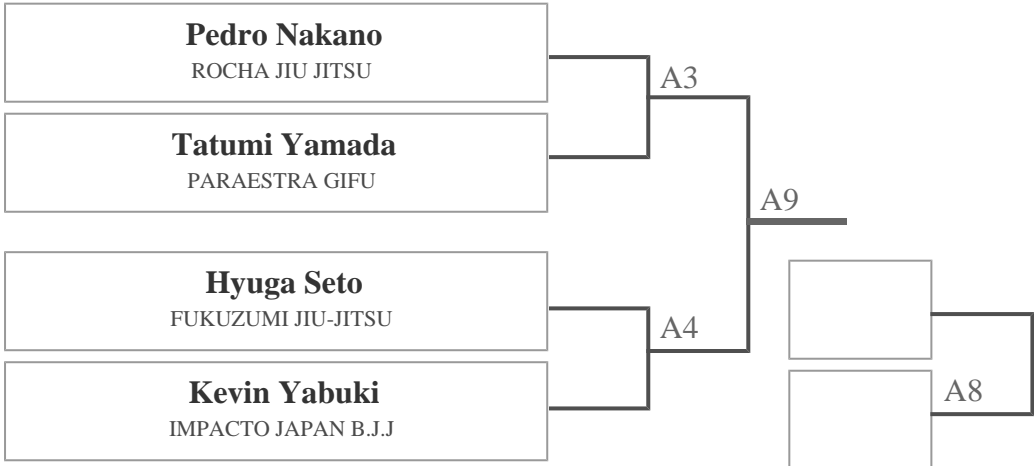 Pedro Nakano
ROCHA JIU JITSU
A3
Tatumi Yamada
PARAESTRA GIFU
A9
Hyuga Seto
FUKUZUMI JIU-JITSU
A4
Kevin Yabuki
IMPACTO JAPAN B.J.J
A8